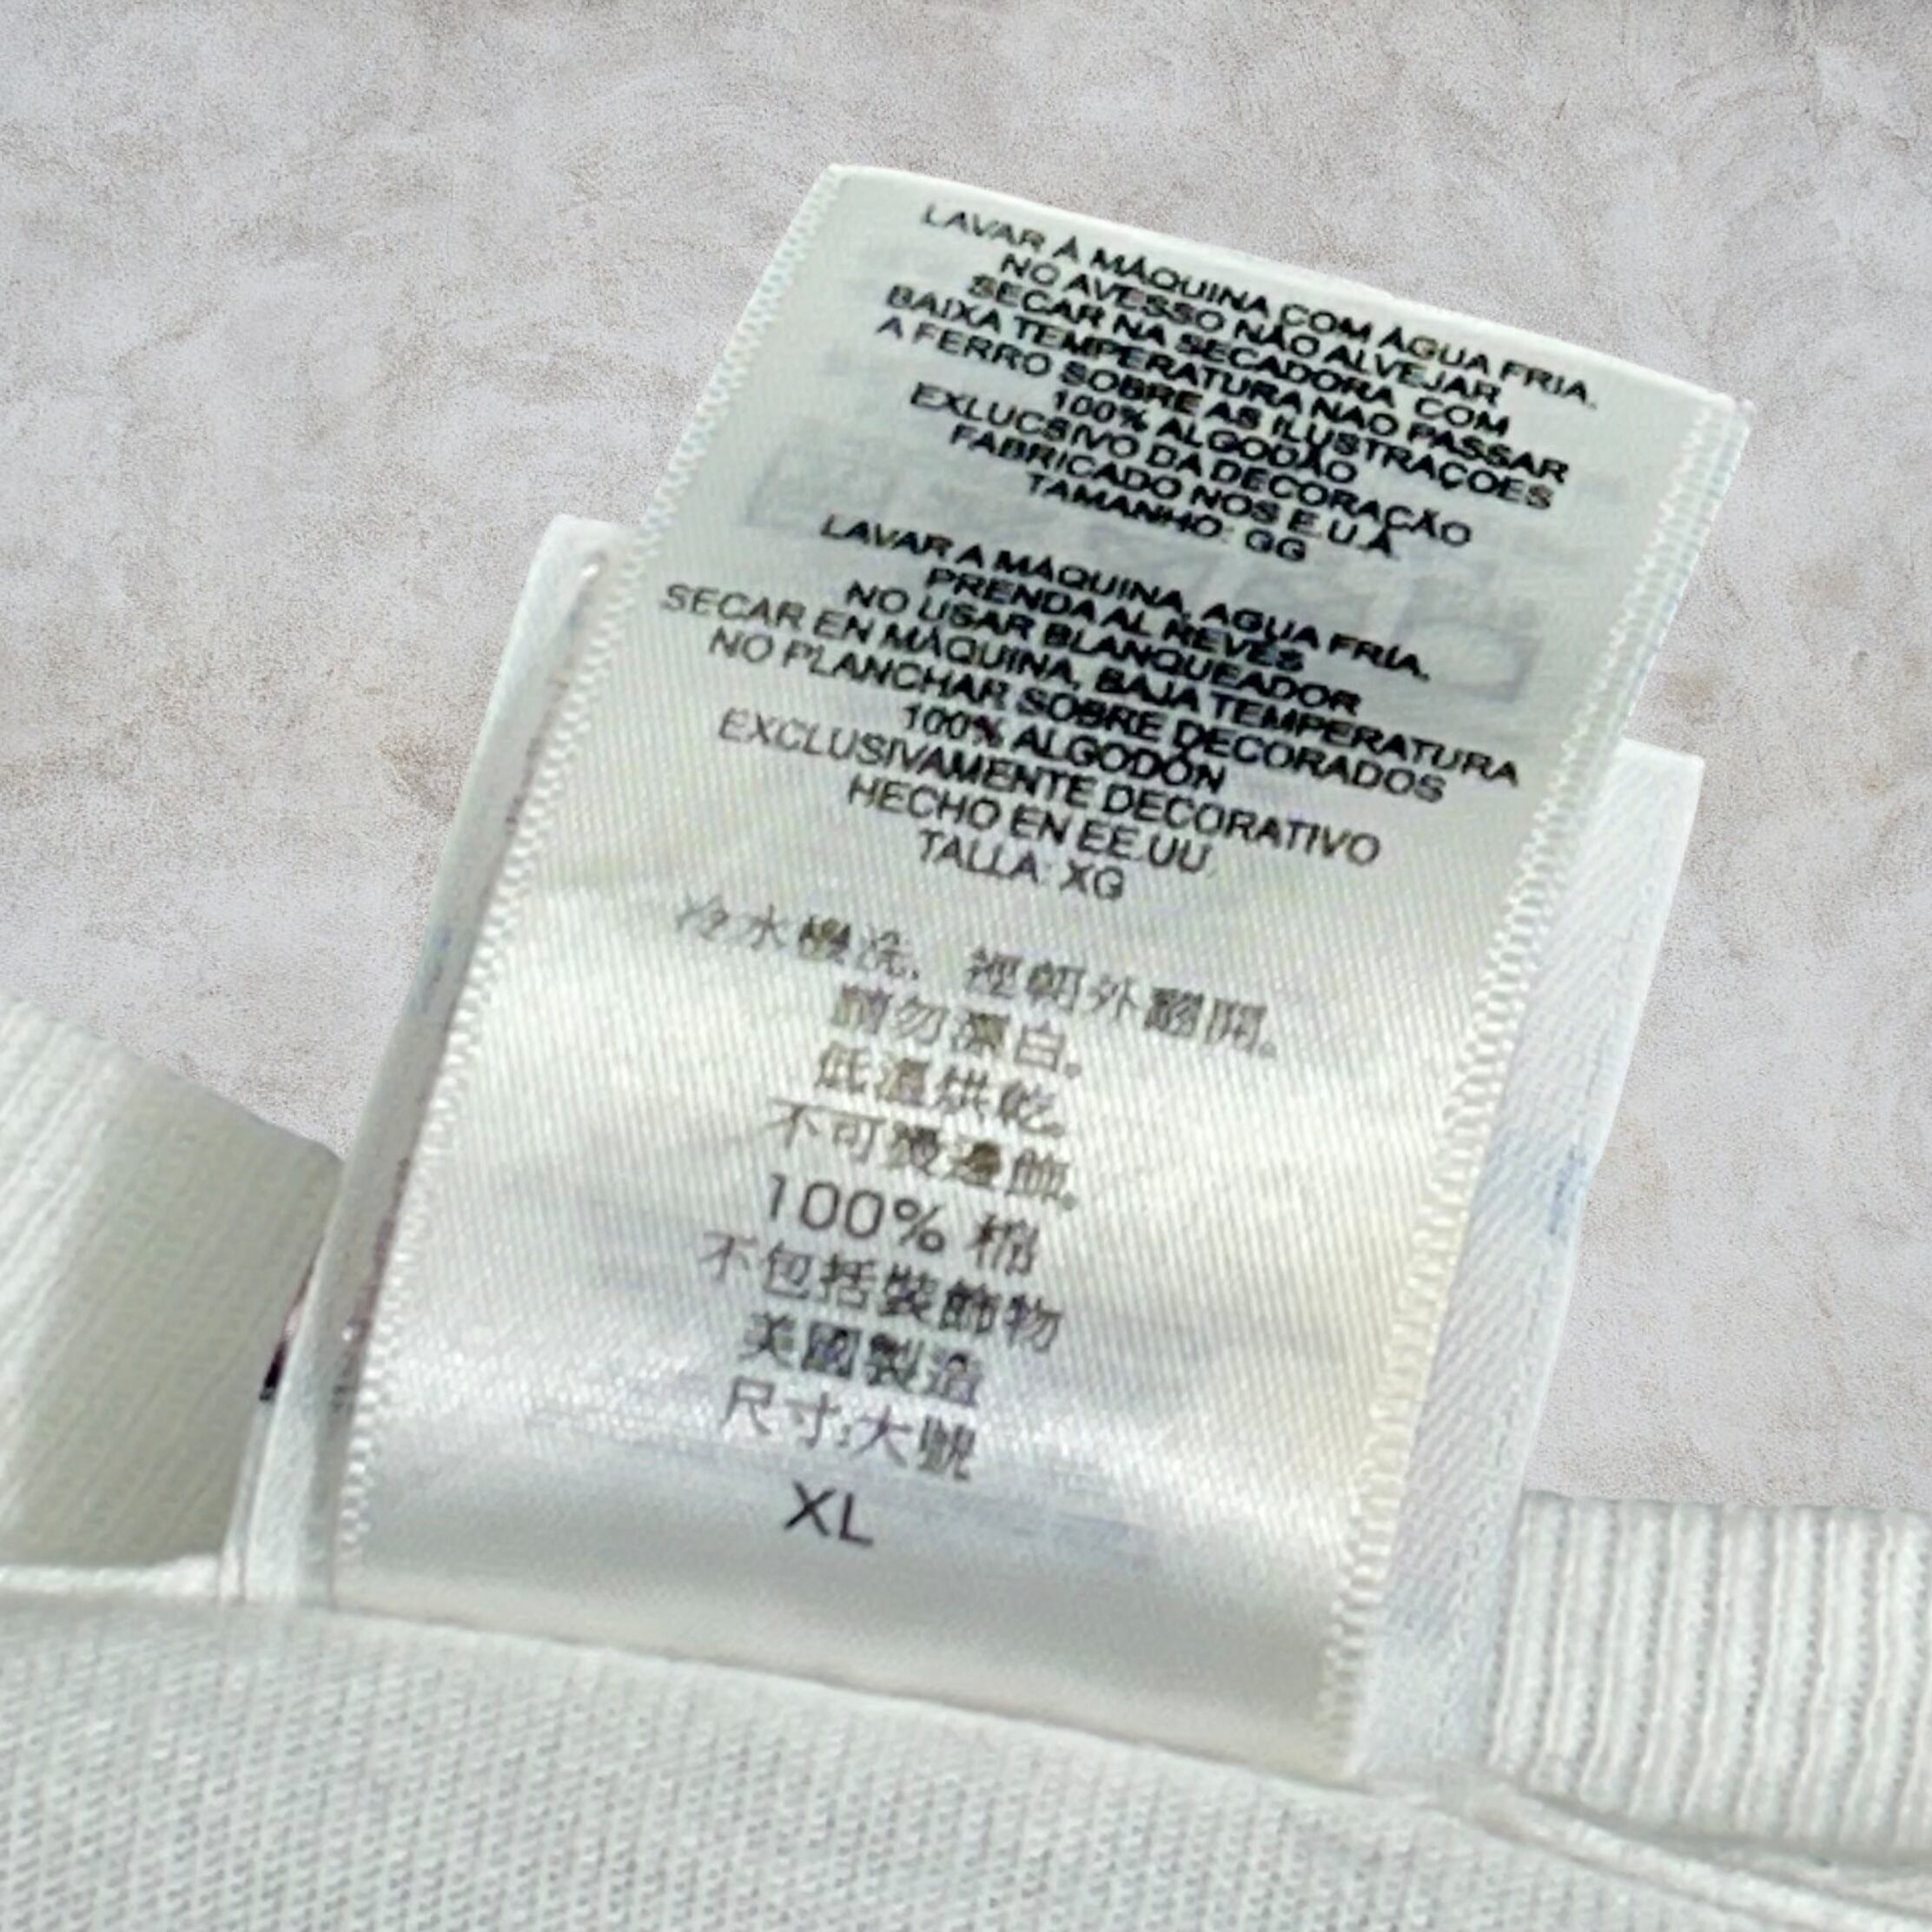 LAVAR À MÁQUINA COM ÁGUA FRIA.
NO AVESSO NÃO ALVEJAR
SECAR NA SECADORA COM
BAIXA TEMPERATURA NAO PASSAR
A FERRO SOBRE AS ILUSTRAÇOES
100% ALGODÃO
EXLUCSIVO DA DECORAÇÃO
FABRICADO NOS E.U.A.
TAMANHO: GG
LAVAR A MÁQUINA, AGUA FRÍA,
PRENDA AL REVÉS
NO USAR BLANQUEADOR
SECAR EN MÁQUINA, BAJA TEMPERATURA
NO PLANCHAR SOBRE DECORADOS
100% ALGODÓN
EXCLUSIVAMENTE DECORATIVO
HECHO EN EE.UU.
TALLA: XG
冷水機洗，裡朝外翻開。
請勿漂白。
低溫烘乾。
不可燙邊飾。
100% 棉
不包括裝飾物
美國製造
尺寸:大號
XL